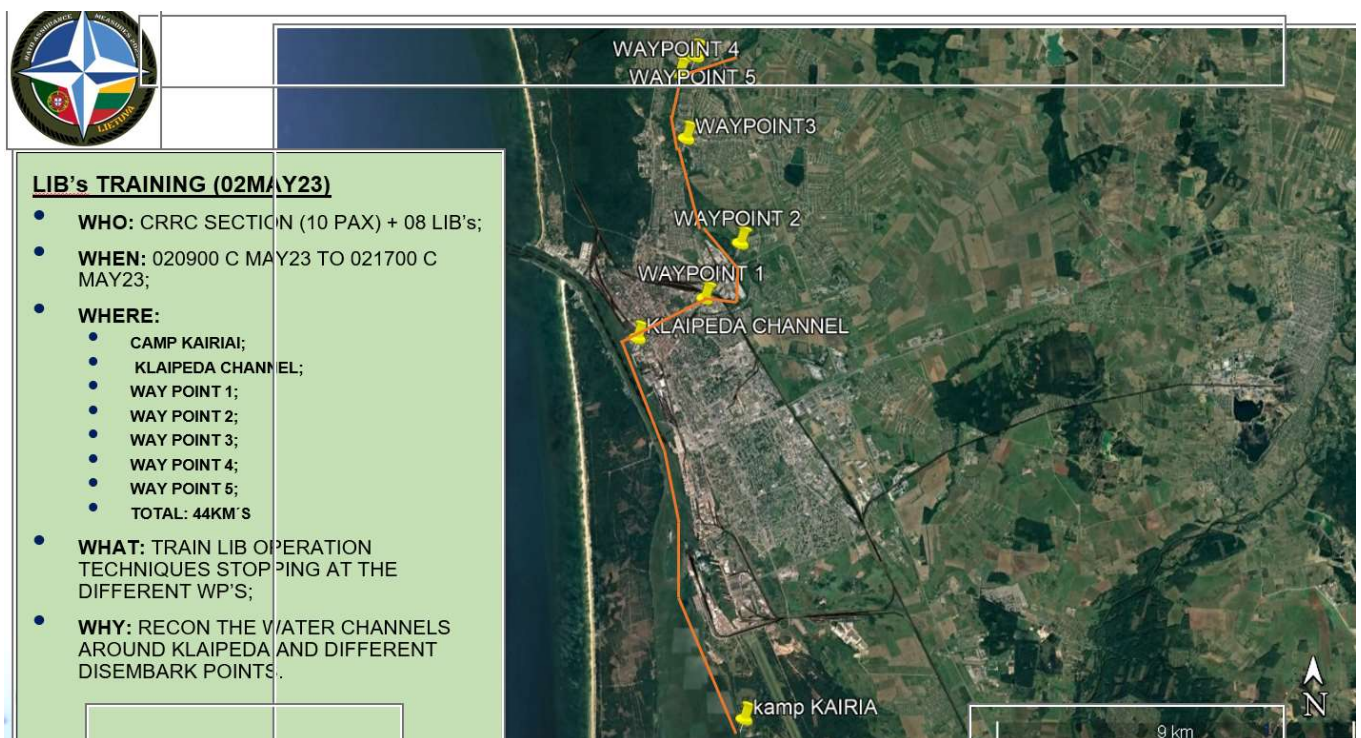 NATO ASSURANCE MEASURES
LIETUVA
LIB's TRAINING (02MAY23)
WHO: CRRC SECTION (10 PAX) + 08 LIB's;
WHEN: 020900 C MAY23 TO 021700 C
MAY23;
WHERE:
CAMP KAIRIAI;
KLAIPEDA CHANNEL;
WAY POINT 1;
WAY POINT 2;
WAY POINT 3;
WAY POINT 4;
WAY POINT 5;
TOTAL: 44KM´S
WHAT: TRAIN LIB OPERATION
TECHNIQUES STOPPING AT THE
DIFFERENT WP'S;
WHY: RECON THE WATER CHANNELS
AROUND KLAIPEDA AND DIFFERENT
DISEMBARK POINTS.
WAYPOINT 4
WAYPOINT 5
WAYPOINT3
WAYPOINT 2
WAYPOINT 1
KLAIPEDA CHANNEL
kamp KAIRIA
N
9 km